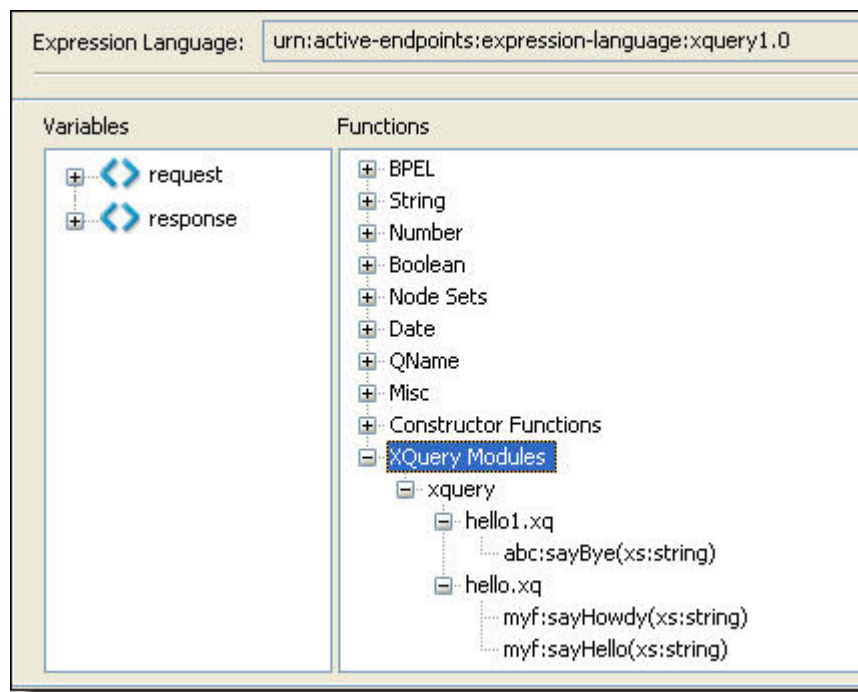 Expression Language: urn:active-endpoints:expression-language:xquery1.0
Variables
request
response
Functions
BPEL
String
Number
Boolean
Node Sets
Date
QName
Misc
Constructor Functions
XQuery Modules
xquery
hello1.xq
abc:sayBye(xs:string)
hello.xq
myf:sayHowdy(xs:string)
myf:sayHello(xs:string)